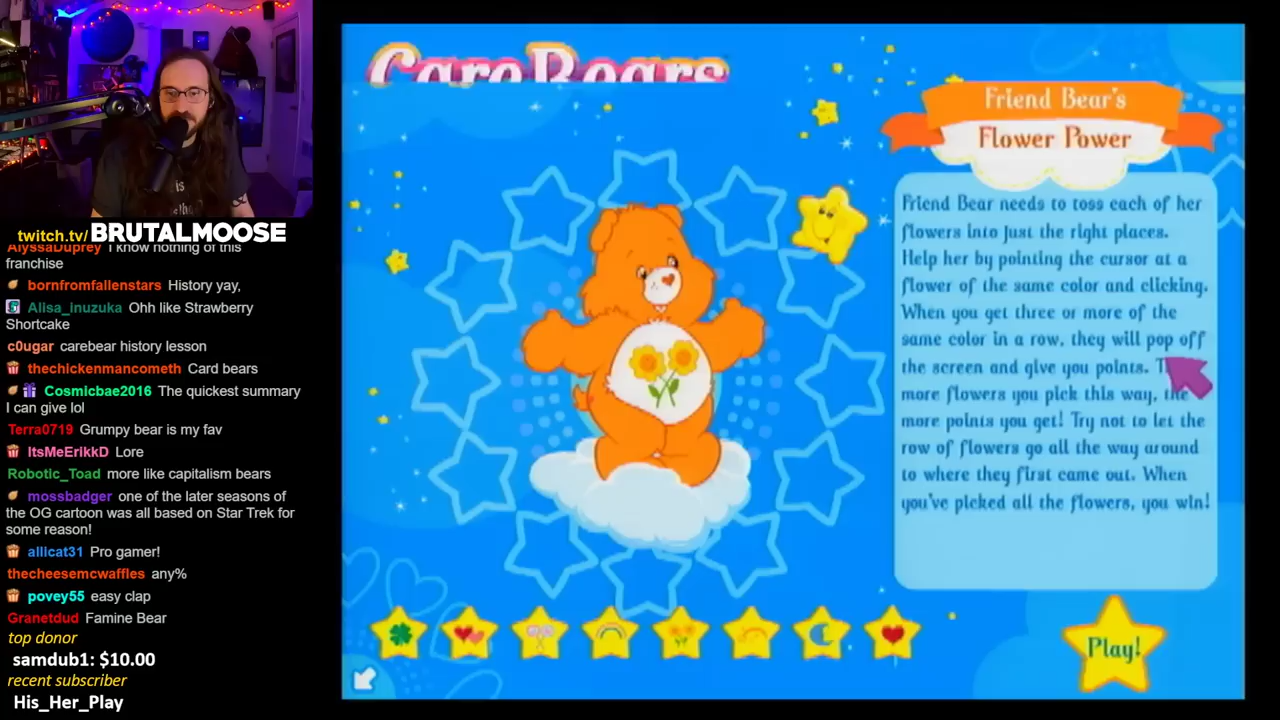 twitch.tv/BRUTALMOOSE
AlyssaDuprey I know nothing of this
franchise
bornfromfallenstars History yay,
Alisa_inuzuka Ohh like Strawberry
Shortcake
c0ugar carebear history lesson
thechickenmancometh Card bears
Cosmicbae2016 The quickest summary
I can give lol
Terra0719 Grumpy bear is my fav
ItsMeErikkD Lore
Robotic_Toad more like capitalism bears
mossbadger one of the later seasons of
the OG cartoon was all based on Star Trek for
some reason!
allicat31 Pro gamer!
thecheesemcwaffles any%
povey55 easy clap
Granetdud Famine Bear
top donor
samdub1: $10.00
recent subscriber
His_Her_Play
Care Bears
Friend Bear's
Flower Power
Friend Bear needs to toss each of her
flowers into just the right places.
Help her by pointing the cursor at a
flower of the same color and clicking.
When you get three or more of the
same color in a row, they will pop off
the screen and give you points.
more flowers you pick this way, the
more points you get! Try not to let the
row of flowers go all the way around
to where they first came out. When
you've picked all the flowers, you win!
Play!